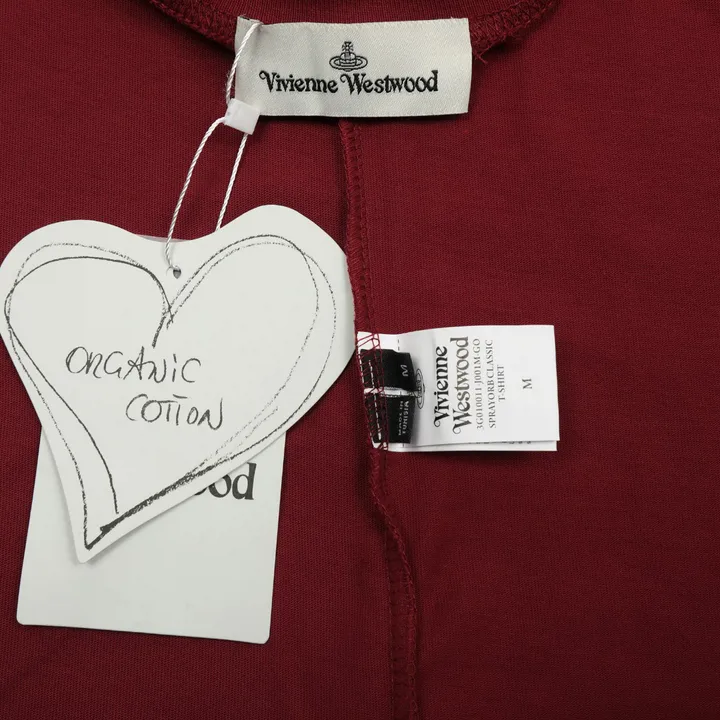 Vivienne Westwood
ORGANIC
COTTON
ood
Vivienne
Westwood
3G010011-J001M-GO
SPRAYORB CLASSIC
T-SHIRT
M
M